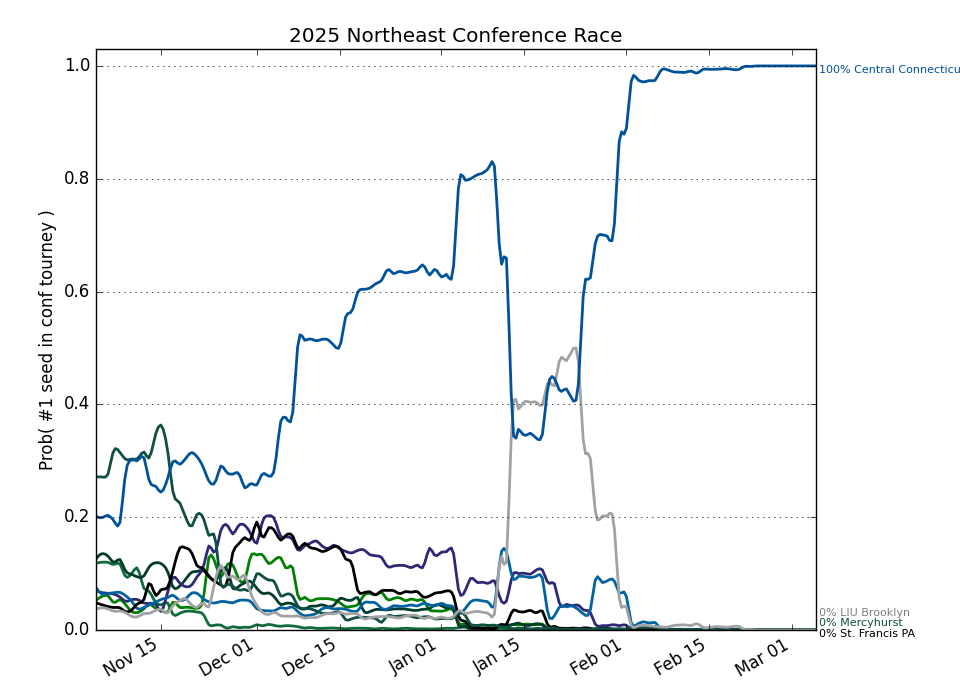 2025 Northeast Conference Race
Prob( #1 seed in conf tourney )
1.0
0.8
0.6
0.4
0.2
0.0
Nov 15
Dec 01
Dec 15
Jan 01
Jan 15
Feb 01
Feb 15
Mar 01
100% Central Connecticu
0% LIU Brooklyn
0% Mercyhurst
0% St. Francis PA